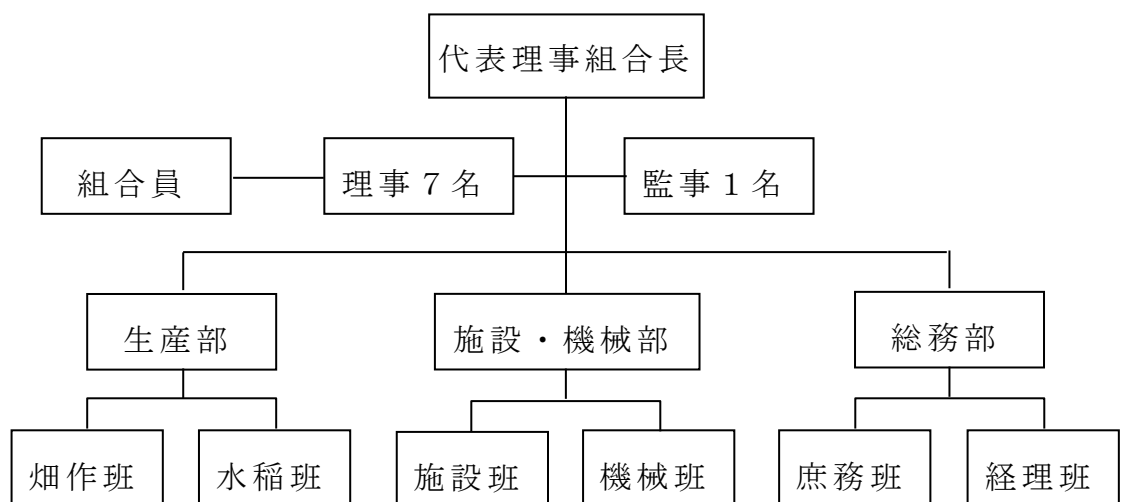 代表理事組合長
組合員
理事７名
監事１名
生産部
施設・機械部
総務部
畑作班
水稲班
施設班
機械班
庶務班
経理班